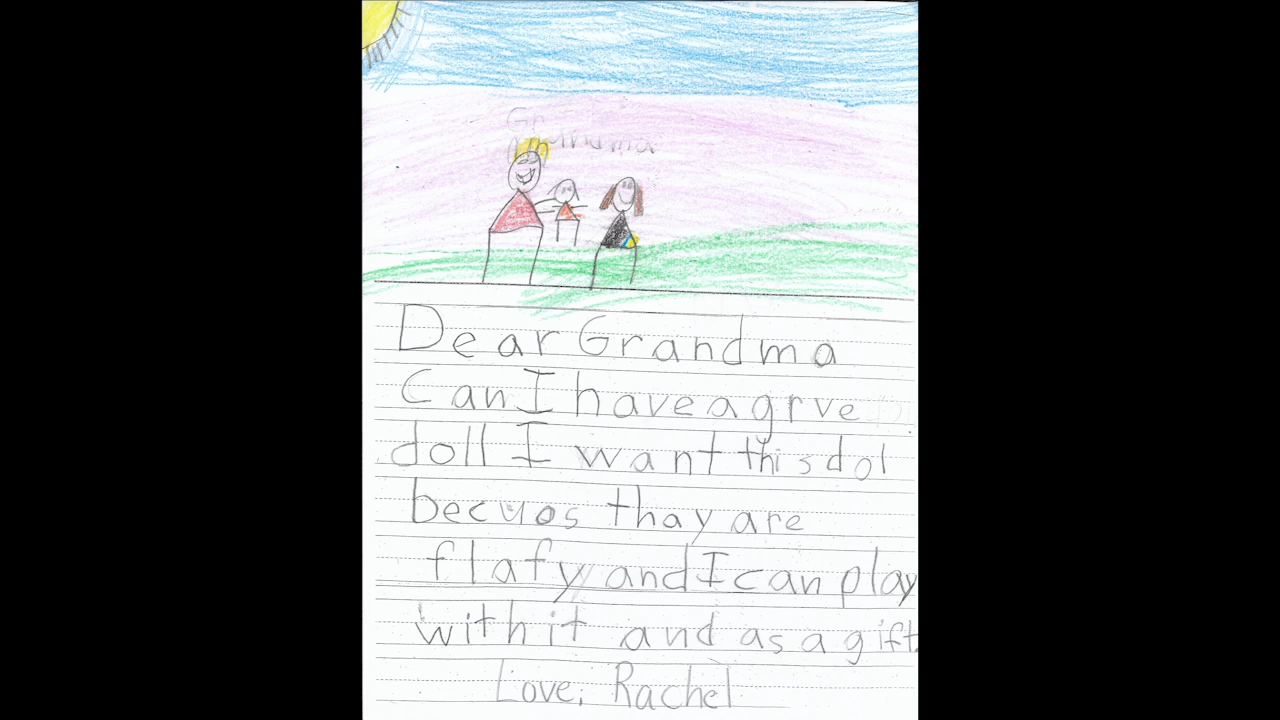 Grandma
Dear Grandma
Can I have a grve
doll I want this dol
becuos thay are
flafy and I can play
with it and as a gift.
Love, Rachel